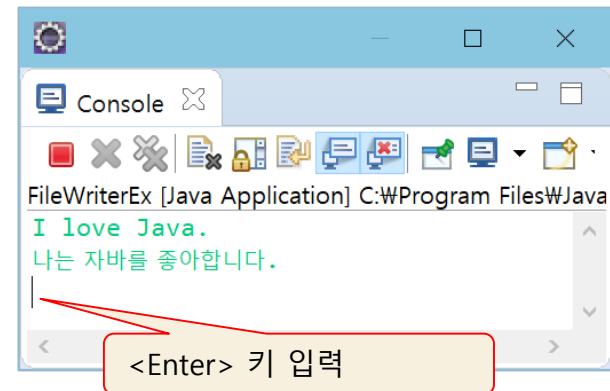 Console
FileWriterEx [Java Application] C:₩Program Files₩Java
I love Java.
나는 자바를 좋아합니다.
<Enter> 키 입력